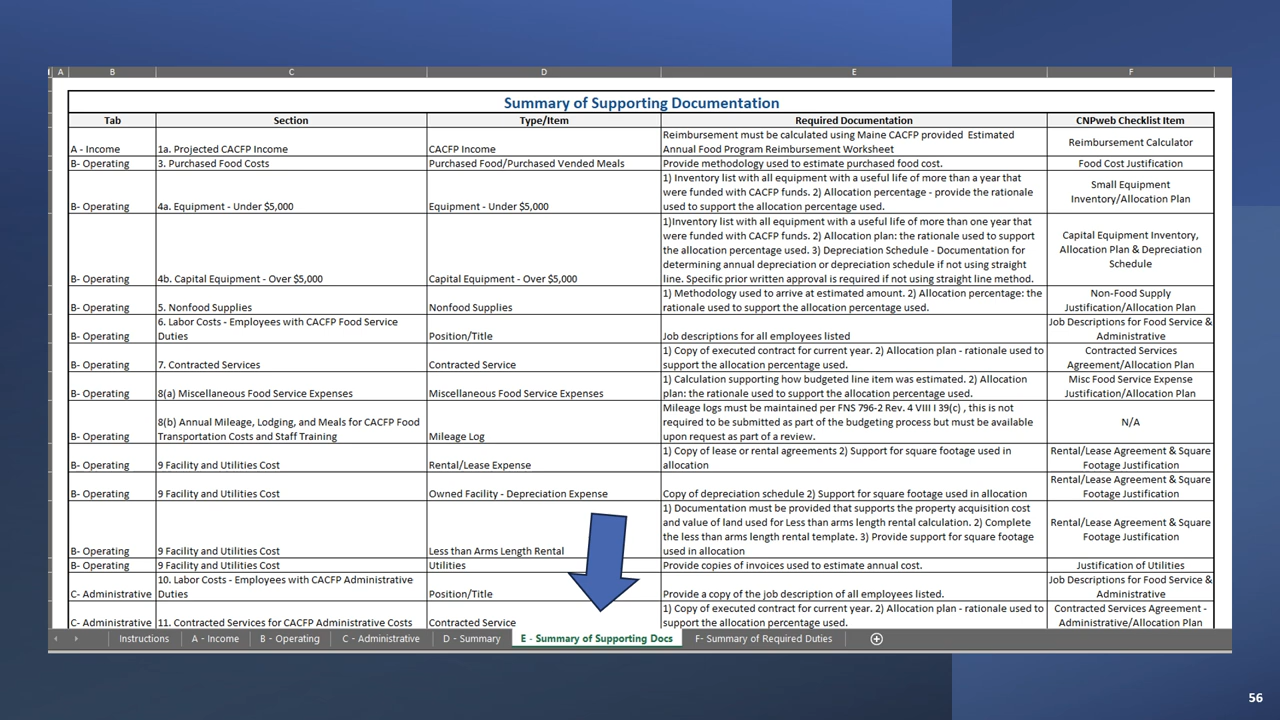 A B C D E F
Summary of Supporting Documentation
Tab Section Type/Item Required Documentation CNPweb Checklist Item
A - Income 1a. Projected CACFP Income CACFP Income Reimbursement must be calculated using Maine CACFP provided Estimated
Annual Food Program Reimbursement Worksheet Reimbursement Calculator
B- Operating 3. Purchased Food Costs Purchased Food/Purchased Vended Meals Provide methodology used to estimate purchased food cost. Food Cost Justification
B- Operating 4a. Equipment - Under $5,000 Equipment - Under $5,000 1) Inventory list with all equipment with a useful life of more than a year that
were funded with CACFP funds. 2) Allocation percentage - provide the rationale
used to support the allocation percentage used. Small Equipment
Inventory/Allocation Plan
B- Operating 4b. Capital Equipment - Over $5,000 Capital Equipment - Over $5,000 1)Inventory list with all equipment with a useful life of more than one year that
were funded with CACFP funds. 2) Allocation plan: the rationale used to support
the allocation percentage used. 3) Depreciation Schedule - Documentation for
determining annual depreciation or depreciation schedule if not using straight
line. Specific prior written approval is required if not using straight line method. Capital Equipment Inventory,
Allocation Plan & Depreciation
Schedule
B- Operating 5. Nonfood Supplies Nonfood Supplies 1) Methodology used to arrive at estimated amount. 2) Allocation percentage: the
rationale used to support the allocation percentage used. Non-Food Supply
Justification/Allocation Plan
B- Operating 6. Labor Costs - Employees with CACFP Food Service
Duties Position/Title Job descriptions for all employees listed Job Descriptions for Food Service &
Administrative
B- Operating 7. Contracted Services Contracted Service 1) Copy of executed contract for current year. 2) Allocation plan - rationale used to
support the allocation percentage used. Contracted Services
Agreement/Allocation Plan
B- Operating 8(a) Miscellaneous Food Service Expenses Miscellaneous Food Service Expenses 1) Calculation supporting how budgeted line item was estimated. 2) Allocation
plan: the rationale used to support the allocation percentage used. Misc Food Service Expense
Justification/Allocation Plan
B- Operating 8(b) Annual Mileage, Lodging, and Meals for CACFP Food
Transportation Costs and Staff Training Mileage Log Mileage logs must be maintained per FNS 796-2 Rev. 4 VIII I 39(c) , this is not
required to be submitted as part of the budgeting process but must be available
upon request as part of a review. N/A
B- Operating 9 Facility and Utilities Cost Rental/Lease Expense 1) Copy of lease or rental agreements 2) Support for square footage used in
allocation Rental/Lease Agreement & Square
Footage Justification
B- Operating 9 Facility and Utilities Cost Owned Facility - Depreciation Expense Copy of depreciation schedule 2) Support for square footage used in allocation Rental/Lease Agreement & Square
Footage Justification
B- Operating 9 Facility and Utilities Cost Less than Arms Length Rental 1) Documentation must be provided that supports the property acquisition cost
and value of land used for Less than arms length rental calculation. 2) Complete
the less than arms length rental template. 3) Provide support for square footage
used in allocation Rental/Lease Agreement & Square
Footage Justification
B- Operating 9 Facility and Utilities Cost Utilities Provide copies of invoices used to estimate annual cost. Justification of Utilities
C- Administrative 10. Labor Costs - Employees with CACFP Administrative
Duties Position/Title Provide a copy of the job description of all employees listed. Job Descriptions for Food Service &
Administrative
C- Administrative 11. Contracted Services for CACFP Administrative Costs Contracted Service 1) Copy of executed contract for current year. 2) Allocation plan - rationale used to
support the allocation percentage used. Contracted Services Agreement -
Administrative/Allocation Plan
Instructions A - Income B - Operating C - Administrative D - Summary E - Summary of Supporting Docs F- Summary of Required Duties
56